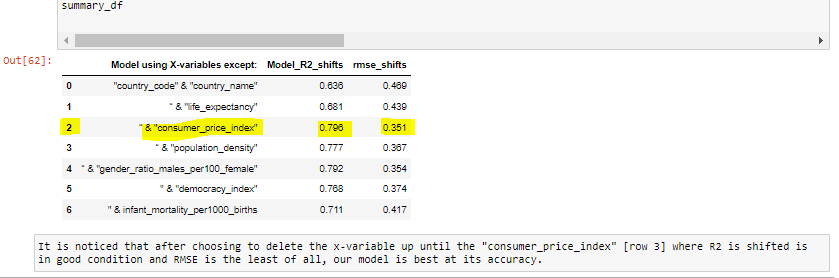 summary_df
Out[62]:
Model using X-variables except: Model_R2_shifts rmse_shifts
0 "country_code" & "country_name" 0.636 0.469
1 " & "life_expectancy" 0.681 0.439
2 " & "consumer_price_index" 0.796 0.351
3 " & "population_density" 0.777 0.367
4 " & "gender_ratio_males_per100_female" 0.792 0.354
5 " & "democracy_index" 0.768 0.374
6 " & infant_mortality_per1000_births 0.711 0.417
It is noticed that after choosing to delete the x-variable up until the "consumer_price_index" [row 3] where R2 is shifted is
in good condition and RMSE is the least of all, our model is best at its accuracy.